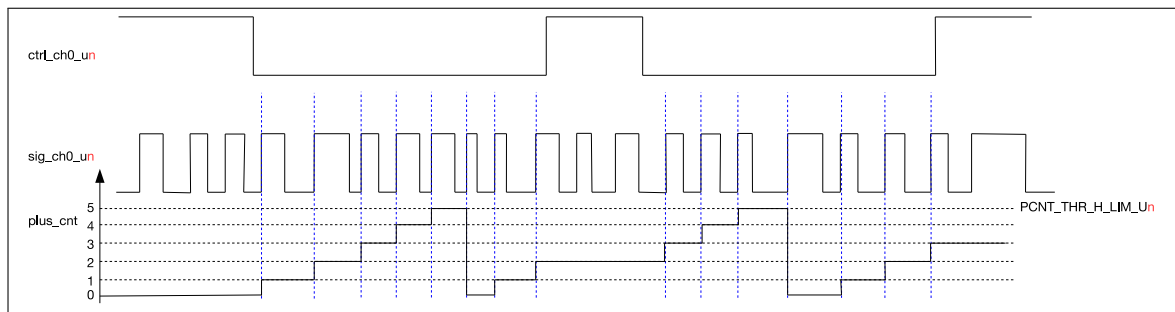 ctrl_ch0_un
sig_ch0_un
plus_cnt
5
4
3
2
1
0
PCNT_THR_H_LIM_Un